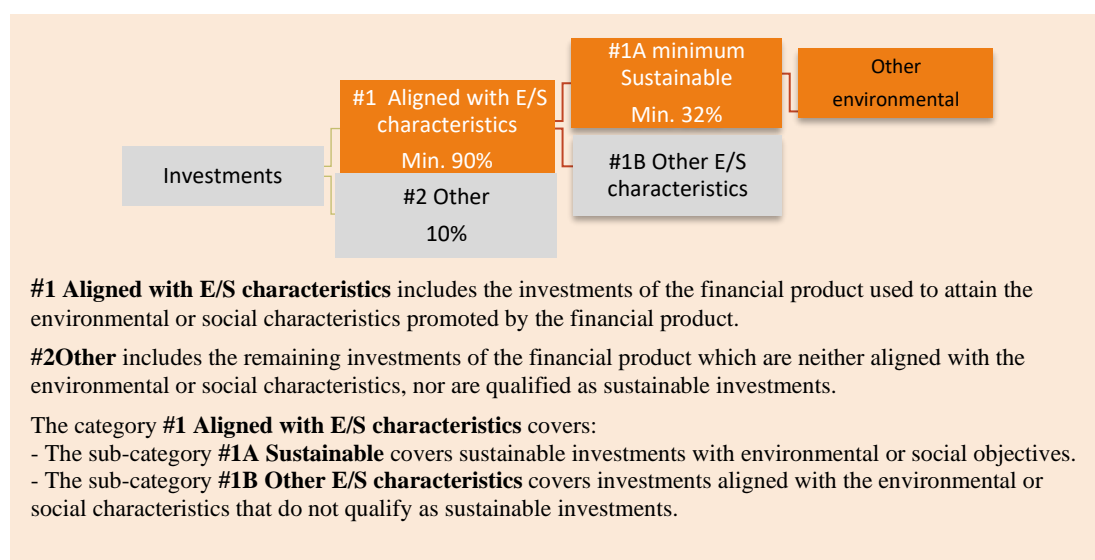 Investments
#1 Aligned with E/S
characteristics
Min. 90%
#2 Other
10%
#1A minimum
Sustainable
Min. 32%
#1B Other E/S
characteristics
Other
environmental
#1 Aligned with E/S characteristics includes the investments of the financial product used to attain the
environmental or social characteristics promoted by the financial product.
#2Other includes the remaining investments of the financial product which are neither aligned with the
environmental or social characteristics, nor are qualified as sustainable investments.
The category #1 Aligned with E/S characteristics covers:
- The sub-category #1A Sustainable covers sustainable investments with environmental or social objectives.
- The sub-category #1B Other E/S characteristics covers investments aligned with the environmental or
social characteristics that do not qualify as sustainable investments.